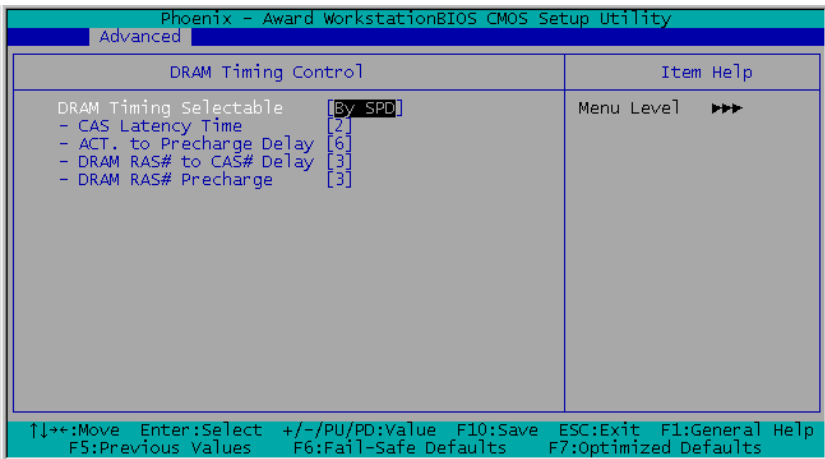 Phoenix - Award WorkstationBIOS CMOS Setup Utility
Advanced
DRAM Timing Control
Item Help
DRAM Timing Selectable [By SPD]
- CAS Latency Time [2]
- ACT. to Precharge Delay [6]
- DRAM RAS# to CAS# Delay [3]
- DRAM RAS# Precharge [3]
Menu Level ►►►
↑↓→←:Move Enter:Select +/-/PU/PD:Value F10:Save ESC:Exit F1:General Help
F5:Previous Values F6:Fail-Safe Defaults F7:Optimized Defaults